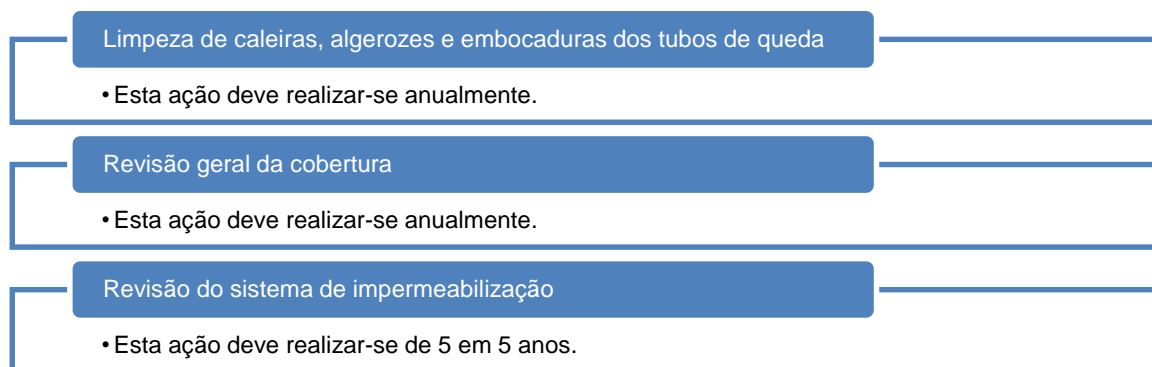 Limpeza de caleiras, algerozes e embocaduras dos tubos de queda
• Esta ação deve realizar-se anualmente.
Revisão geral da cobertura
• Esta ação deve realizar-se anualmente.
Revisão do sistema de impermeabilização
• Esta ação deve realizar-se de 5 em 5 anos.